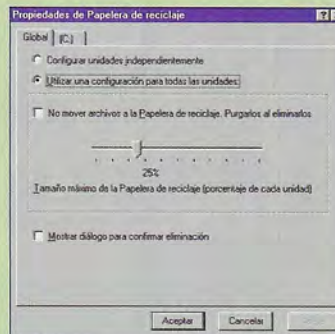 Propiedades de Papelera de reciclaje
Global
(C:)
Configurar unidades independientemente
Utilizar una configuración para todas las unidades:
No mover archivos a la Papelera de reciclaje. Purgarlos al eliminarlos
25%
Tamaño máximo de la Papelera de reciclaje (porcentaje de cada unidad)
Mostrar diálogo para confirmar eliminación
Aceptar
Cancelar